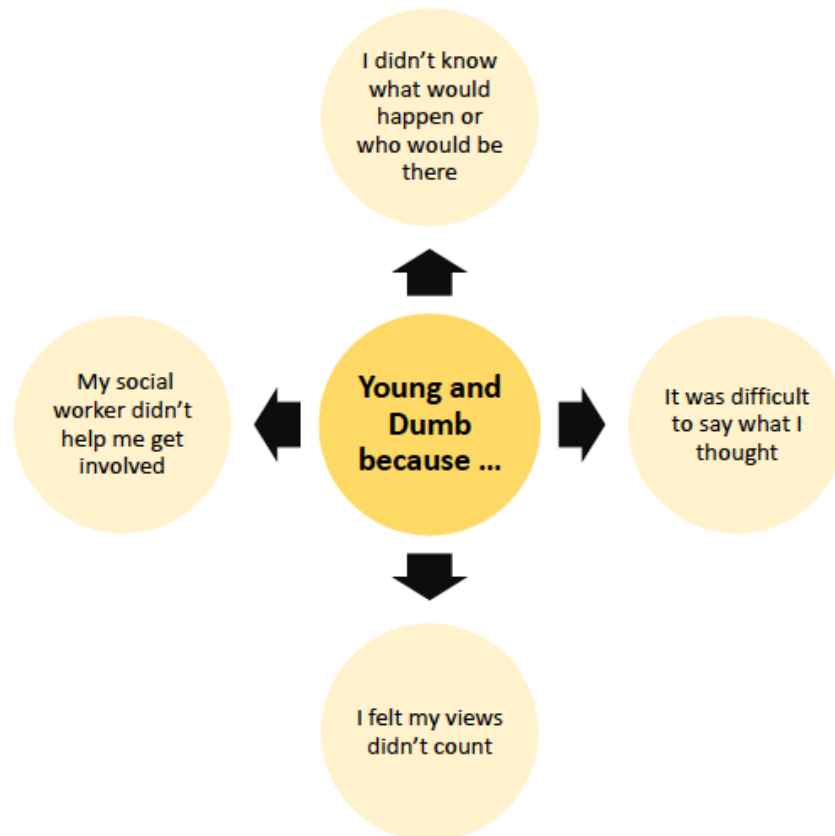 I didn't know
what would
happen or
who would be
there
My social
worker didn't
help me get
involved
Young and
Dumb
because ...
It was difficult
to say what I
thought
I felt my views
didn't count